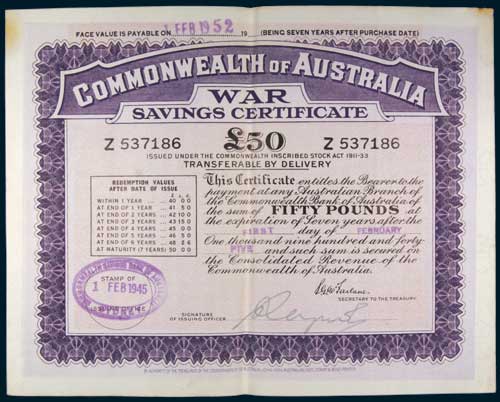 FACE VALUE IS PAYABLE ON 1 FEB 1952 19 (BEING SEVEN YEARS AFTER PURCHASE DATE)
COMMONWEALTH OF AUSTRALIA
WAR
SAVINGS CERTIFICATE
Z 537186 £50 Z 537186
ISSUED UNDER THE COMMONWEALTH INSCRIBED STOCK ACT 1911-33
TRANSFERABLE BY DELIVERY
REDEMPTION VALUES
AFTER DATE OF ISSUE
£ s. d.
WITHIN 1 YEAR 40 0 0
AT END OF 1 YEAR 41 5 0
AT END OF 2 YEARS 42 10 0
AT END OF 3 YEARS 43 15 0
AT END OF 4 YEARS 45 0 0
AT END OF 5 YEARS 46 5 0
AT END OF 6 YEARS 48 2 6
AT MATURITY (7 YEARS) 50 0 0
This Certificate entitles the Bearer to the
payment at any Australian Branch of
the Commonwealth Bank of Australia of
the sum of FIFTY POUNDS at
the expiration of Seven years after the
FIRST day of FEBRUARY
One thousand nine hundred and forty-
FIVE and such sum is secured on
the Consolidated Revenue of the
Commonwealth of Australia.
COMMONWEALTH SAVINGS BANK OF AUSTRALIA
STAMP OF
1 FEB 1945
SIGNATURE
OF ISSUING OFFICER
SECRETARY TO THE TREASURY